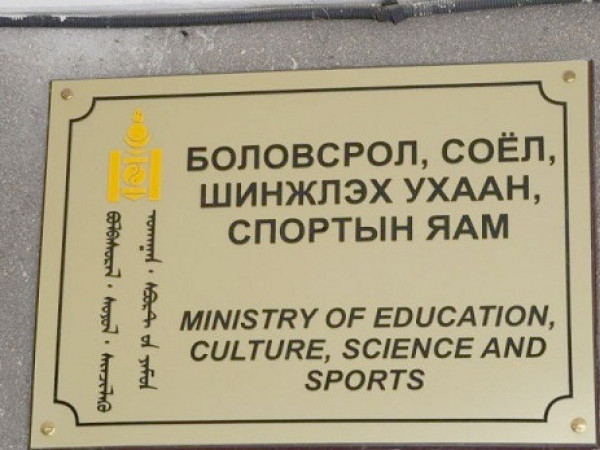 БОЛОВСРОЛ, СОЁЛ,
ШИНЖЛЭХ УХААН,
СПОРТЫН ЯАМ
MINISTRY OF EDUCATION,
CULTURE, SCIENCE AND
SPORTS